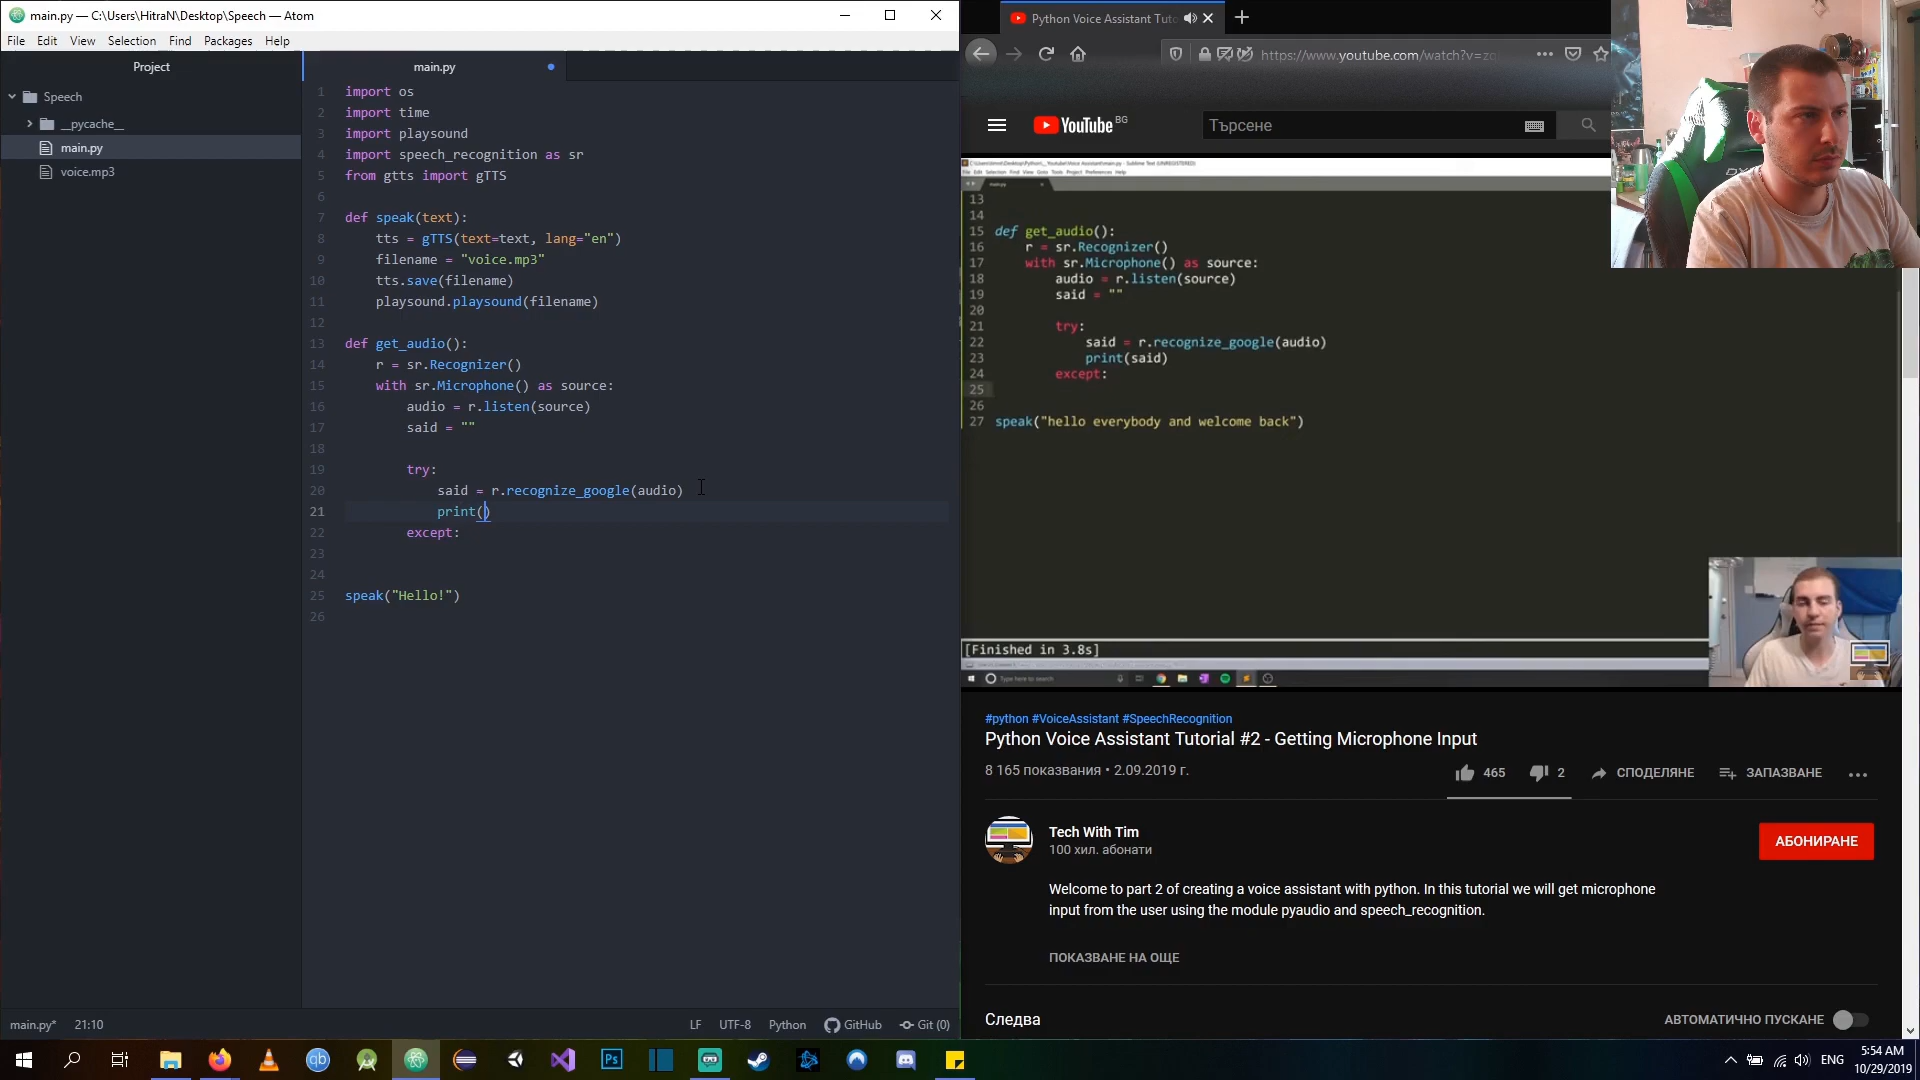 main.py — C:\Users\HitraN\Desktop\Speech — Atom
File Edit View Selection Find Packages Help
Project
Speech
__pycache__
main.py
voice.mp3
main.py
1 import os
2 import time
3 import playsound
4 import speech_recognition as sr
5 from gtts import gTTS
6
7 def speak(text):
8 tts = gTTS(text=text, lang="en")
9 filename = "voice.mp3"
10 tts.save(filename)
11 playsound.playsound(filename)
12
13 def get_audio():
14 r = sr.Recognizer()
15 with sr.Microphone() as source:
16 audio = r.listen(source)
17 said = ""
18
19 try:
20 said = r.recognize_google(audio)
21 print()
22 except:
23
24
25 speak("Hello!")
26
main.py* 21:10
LF UTF-8 Python GitHub Git (0)
Python Voice Assistant Tuto
https://www.youtube.com/watch?v=zq
YouTube BG
Търсене
13
14
15 def get_audio():
16 r = sr.Recognizer()
17 with sr.Microphone() as source:
18 audio = r.listen(source)
19 said = ""
20
21 try:
22 said = r.recognize_google(audio)
23 print(said)
24 except:
25
26
27 speak("hello everybody and welcome back")
[Finished in 3.8s]
Type here to search
#python #VoiceAssistant #SpeechRecognition
Python Voice Assistant Tutorial #2 - Getting Microphone Input
8 165 показвания • 2.09.2019 г.
465 2 СПОДЕЛЯНЕ ЗАПАЗВАНЕ
Tech With Tim
100 хил. абонати
АБОНИРАНЕ
Welcome to part 2 of creating a voice assistant with python. In this tutorial we will get microphone
input from the user using the module pyaudio and speech_recognition.
ПОКАЗВАНЕ НА ОЩЕ
Следва
АВТОМАТИЧНО ПУСКАНЕ
qb
Ps
ENG
5:54 AM
10/29/2019